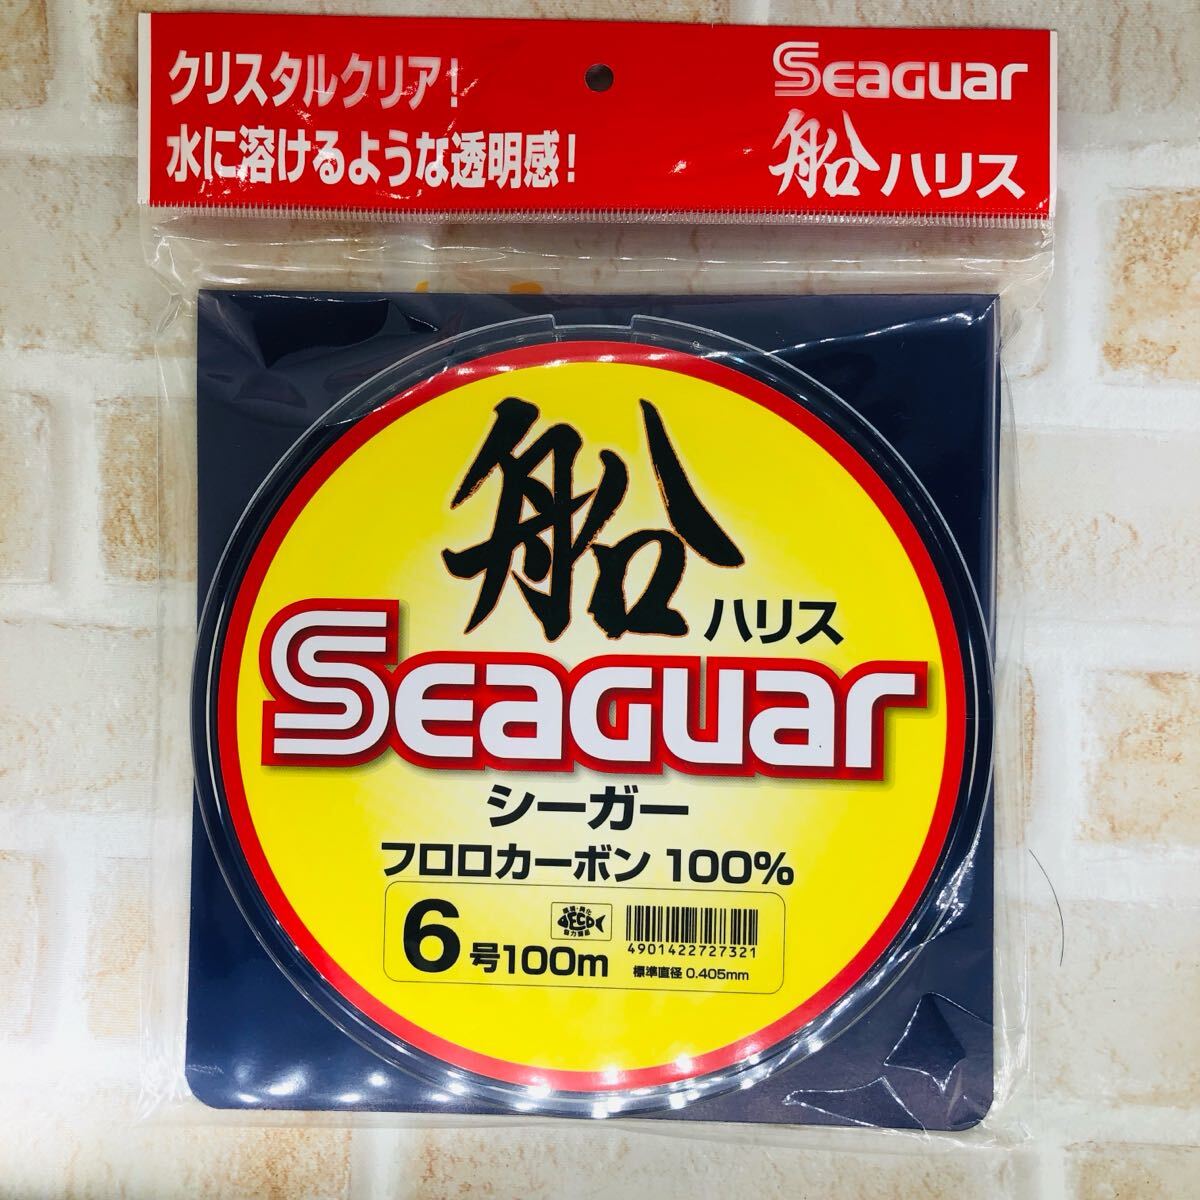 クリスタルクリア！
水に溶けるような透明感！
Seaguar
船ハリス
船
ハリス
Seaguar
シーガー
フロロカーボン 100%
6号100m
ECO
4901422727321
標準直径 0.405mm